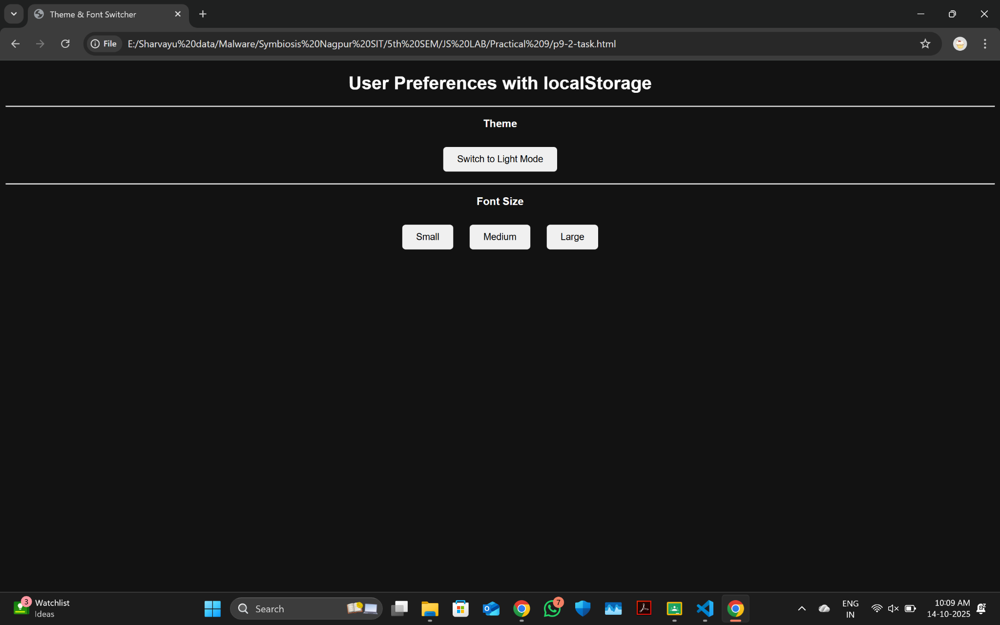 Theme & Font Switcher
File E:/Sharvayu%20data/Malware/Symbiosis%20Nagpur%20SIT/5th%20SEM/JS%20LAB/Practical%209/p9-2-task.html
User Preferences with localStorage
Theme
Switch to Light Mode
Font Size
Small Medium Large
3 Watchlist
Ideas
Search
7
ENG
IN
10:09 AM
14-10-2025